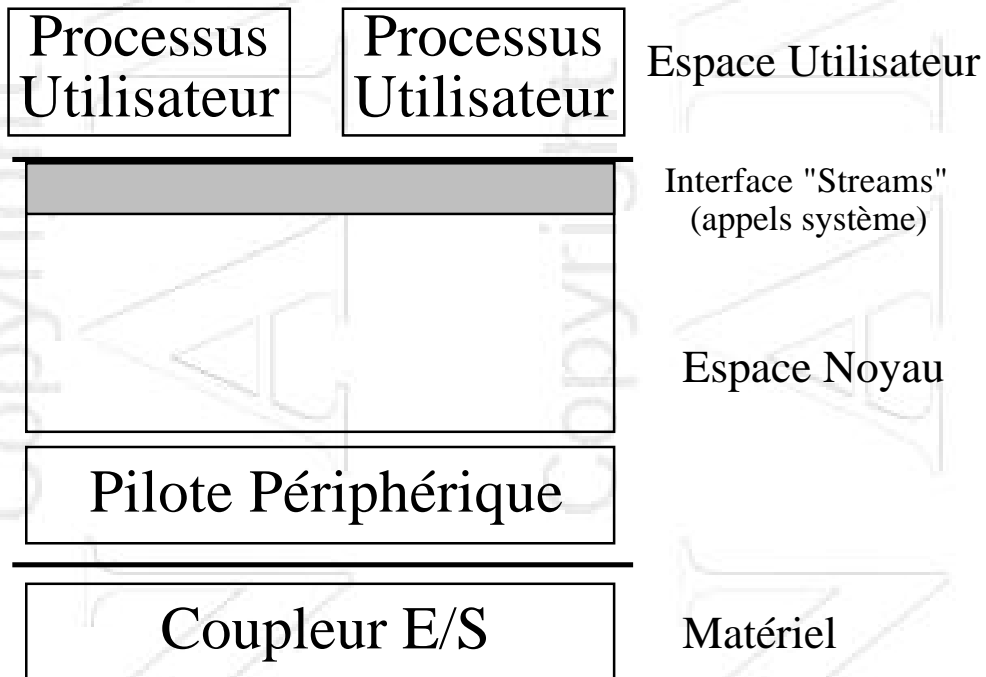 Processus
Utilisateur
Processus
Utilisateur
Espace Utilisateur
Interface "Streams"
(appels système)
Espace Noyau
Pilote Périphérique
Coupleur E/S
Matériel